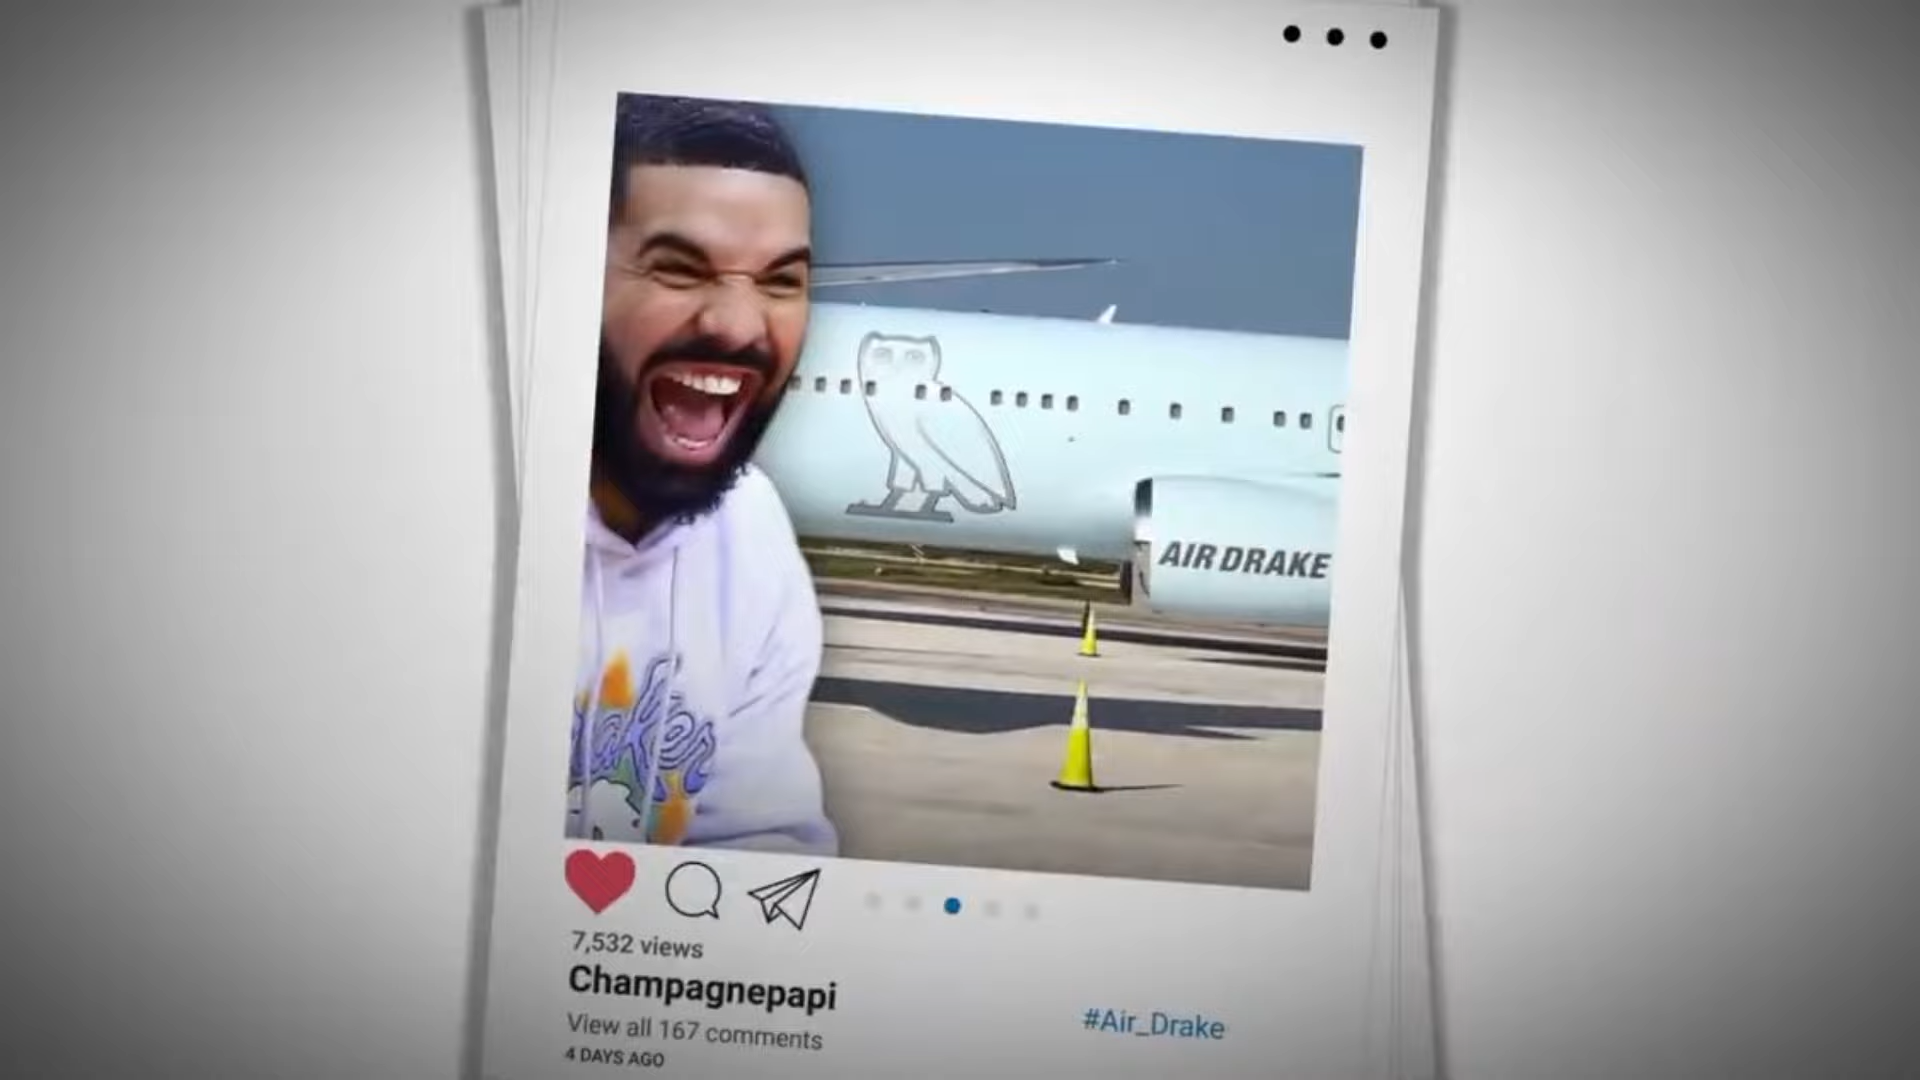 AIR DRAKE
7,532 views
Champagnepapi
View all 167 comments
#Air_Drake
4 DAYS AGO